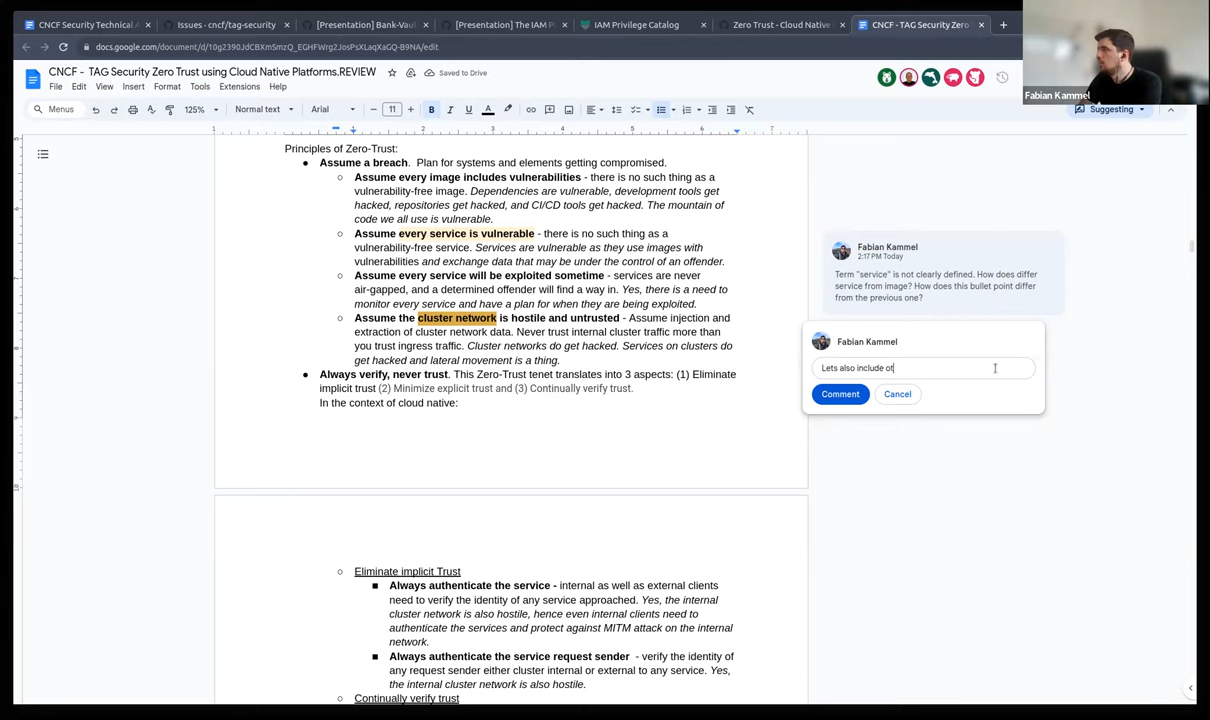 CNCF Security Technical A
Issues · cncf/tag-security
[Presentation] Bank-Vaul
[Presentation] The IAM P
IAM Privilege Catalog
Zero Trust - Cloud Native
CNCF - TAG Security Zero
docs.google.com/document/d/10g2390JdCBXmSmzQ_EGHFWrg2JosPsXLaqXaGQ-B9NA/edit
CNCF - TAG Security Zero Trust using Cloud Native Platforms.REVIEW
Saved to Drive
File Edit View Insert Format Tools Extensions Help
Fabian Kammel
Menus
125%
Normal text
Arial
11
Suggesting
1 2 3 4 5 6 7
Principles of Zero-Trust:
● Assume a breach. Plan for systems and elements getting compromised.
○ Assume every image includes vulnerabilities - there is no such thing as a
vulnerability-free image. Dependencies are vulnerable, development tools get
hacked, repositories get hacked, and CI/CD tools get hacked. The mountain of
code we all use is vulnerable.
○ Assume every service is vulnerable - there is no such thing as a
vulnerability-free service. Services are vulnerable as they use images with
vulnerabilities and exchange data that may be under the control of an offender.
○ Assume every service will be exploited sometime - services are never
air-gapped, and a determined offender will find a way in. Yes, there is a need to
monitor every service and have a plan for when they are being exploited.
○ Assume the cluster network is hostile and untrusted - Assume injection and
extraction of cluster network data. Never trust internal cluster traffic more than
you trust ingress traffic. Cluster networks do get hacked. Services on clusters do
get hacked and lateral movement is a thing.
● Always verify, never trust. This Zero-Trust tenet translates into 3 aspects: (1) Eliminate
implicit trust (2) Minimize explicit trust and (3) Continually verify trust.
In the context of cloud native:
○ Eliminate implicit Trust
■ Always authenticate the service - internal as well as external clients
need to verify the identity of any service approached. Yes, the internal
cluster network is also hostile, hence even internal clients need to
authenticate the services and protect against MITM attack on the internal
network.
■ Always authenticate the service request sender - verify the identity of
any request sender either cluster internal or external to any service. Yes,
the internal cluster network is also hostile.
○ Continually verify trust
Fabian Kammel
2:17 PM Today
Term "service" is not clearly defined. How does differ
service from image? How does this bullet point differ
from the previous one?
Fabian Kammel
Lets also include ot
Comment
Cancel